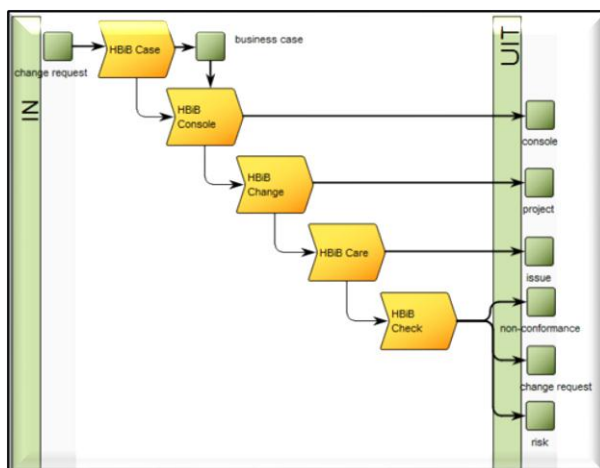 IN
UIT
change request
HBiB Case
business case
HBiB
Console
console
HBiB
Change
project
HBiB Care
issue
HBiB
Check
non-conformance
change request
risk